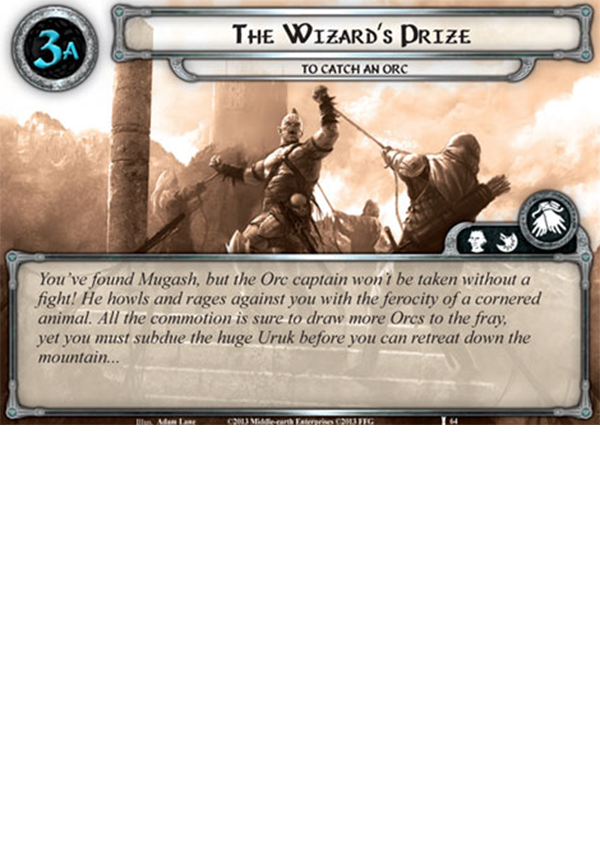 3A
The Wizard's Prize
TO CATCH AN ORC
You've found Mugash, but the Orc captain won't be taken without a
fight! He howls and rages against you with the ferocity of a cornered
animal. All the commotion is sure to draw more Orcs to the fray,
yet you must subdue the huge Uruk before you can retreat down the
mountain...
Illus. Adam Lane ©2013 Middle-earth Enterprises ©2013 FFG 64